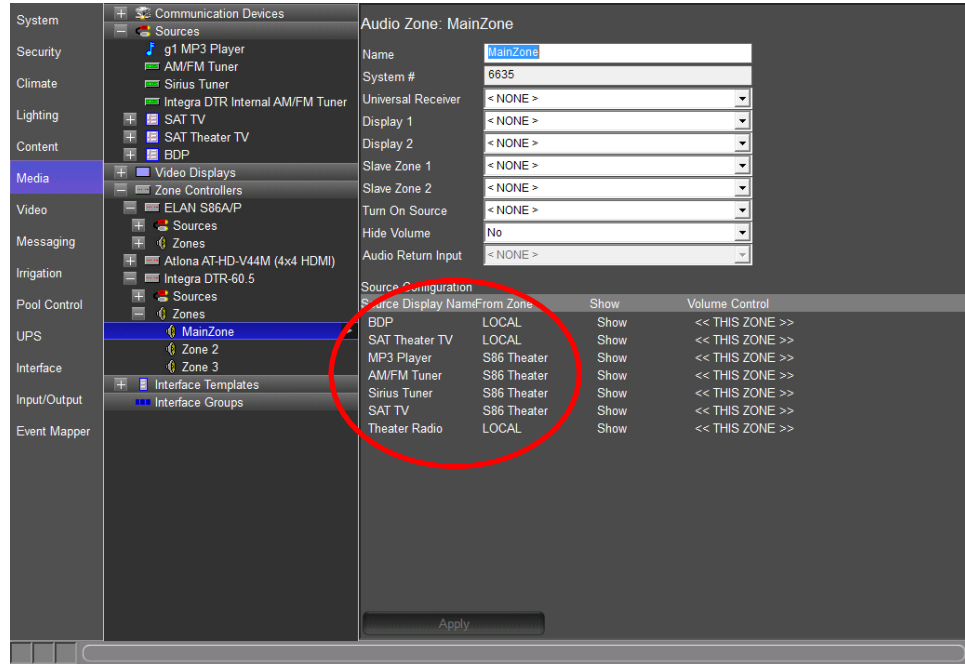 System
Security
Climate
Lighting
Content
Media
Video
Messaging
Irrigation
Pool Control
UPS
Interface
Input/Output
Event Mapper
Communication Devices
Sources
g1 MP3 Player
AM/FM Tuner
Sirius Tuner
Integra DTR Internal AM/FM Tuner
SAT TV
SAT Theater TV
BDP
Video Displays
Zone Controllers
ELAN S86A/P
Sources
Zones
Atlona AT-HD-V44M (4x4 HDMI)
Integra DTR-60.5
Sources
Zones
MainZone
Zone 2
Zone 3
Interface Templates
Interface Groups
Audio Zone: MainZone
Name MainZone
System # 6635
Universal Receiver < NONE >
Display 1 < NONE >
Display 2 < NONE >
Slave Zone 1 < NONE >
Slave Zone 2 < NONE >
Turn On Source < NONE >
Hide Volume No
Audio Return Input < NONE >
Source Configuration
Source Display Name From Zone Show Volume Control
BDP LOCAL Show << THIS ZONE >>
SAT Theater TV LOCAL Show << THIS ZONE >>
MP3 Player S86 Theater Show << THIS ZONE >>
AM/FM Tuner S86 Theater Show << THIS ZONE >>
Sirius Tuner S86 Theater Show << THIS ZONE >>
SAT TV S86 Theater Show << THIS ZONE >>
Theater Radio LOCAL Show << THIS ZONE >>
Apply